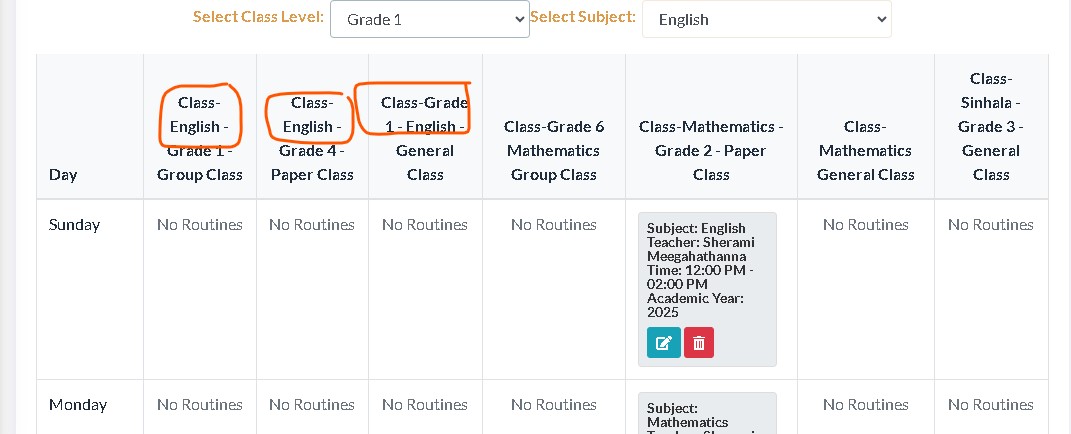 Select Class Level: Grade 1 Select Subject: English
Day
Class-
English -
Grade 1 -
Group Class
Class-
English -
Grade 4 -
Paper Class
Class-Grade
1 - English -
General
Class
Class-Grade 6
Mathematics
Group Class
Class-Mathematics -
Grade 2 - Paper
Class
Class-
Mathematics
General Class
Class-
Sinhala -
Grade 3 -
General
Class
Sunday
No Routines
No Routines
No Routines
No Routines
Subject: English
Teacher: Sherami
Meegahathanna
Time: 12:00 PM -
02:00 PM
Academic Year:
2025
No Routines
No Routines
Monday
No Routines
No Routines
No Routines
No Routines
Subject:
Mathematics
No Routines
No Routines